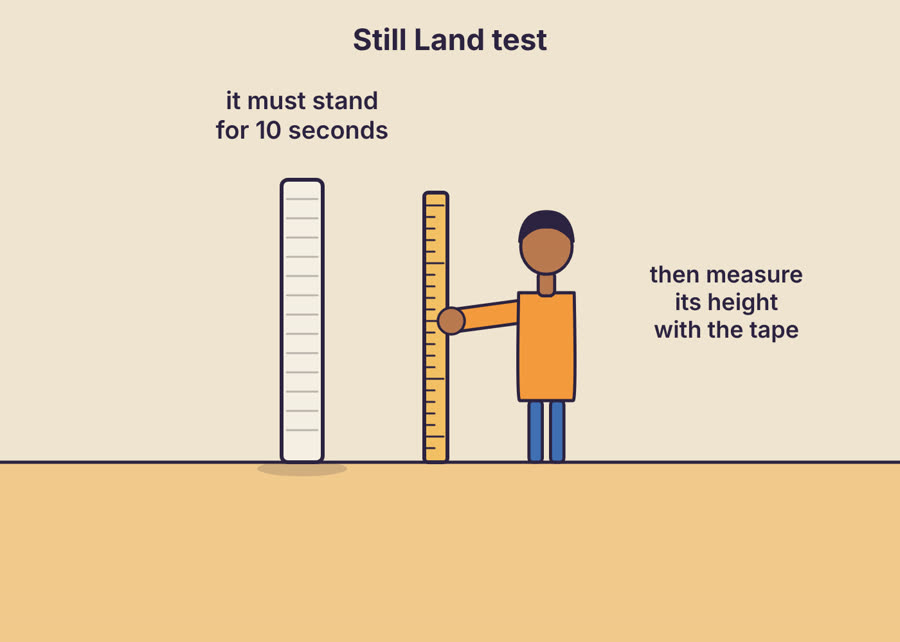 Still Land test
it must stand
for 10 seconds
then measure
its height
with the tape